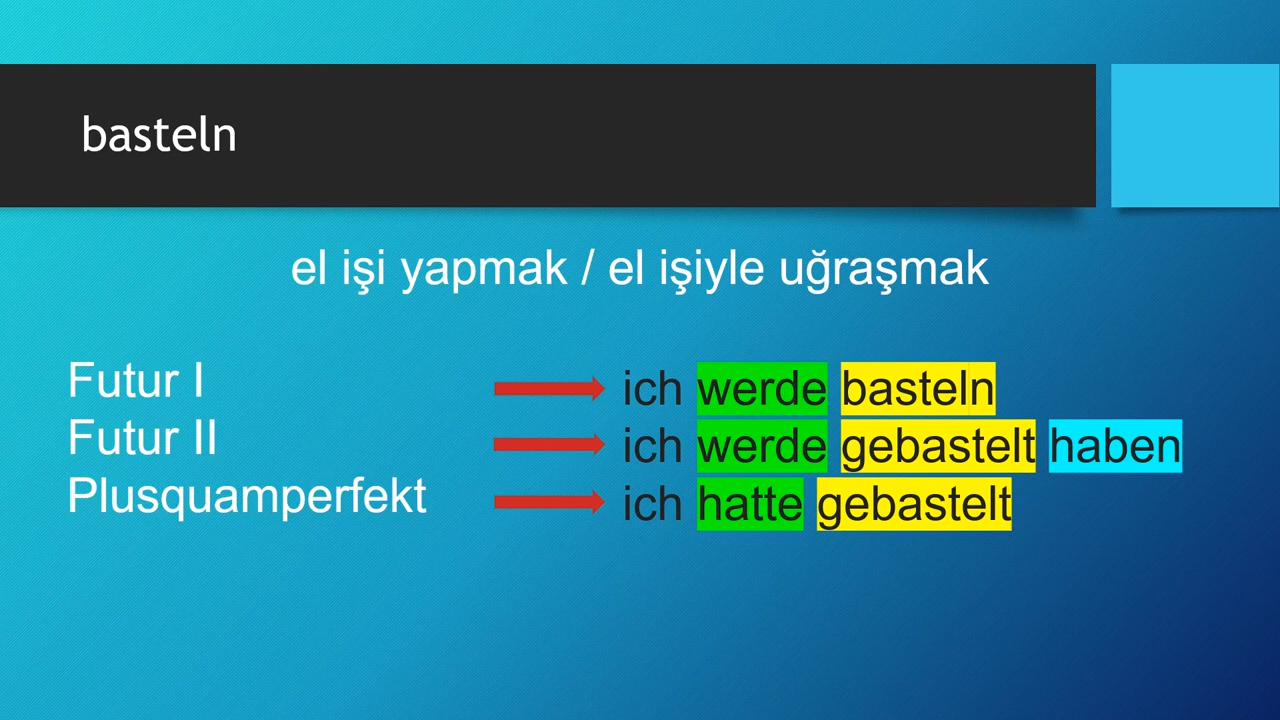 basteln
el işi yapmak / el işiyle uğraşmak
Futur I ich werde basteln
Futur II ich werde gebastelt haben
Plusquamperfekt ich hatte gebastelt